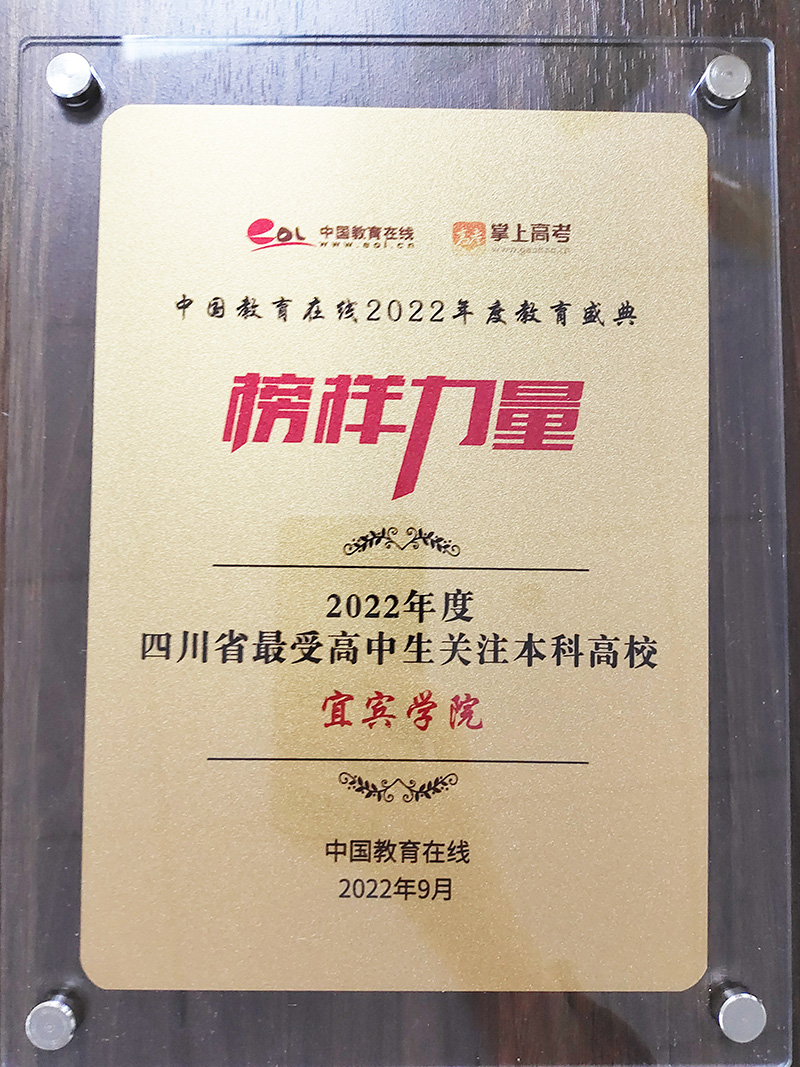 eol 中国教育在线 掌上高考
www.eol.cn
中国教育在线2022年度教育盛典
榜样力量
2022年度
四川省最受高中生关注本科高校
宜宾学院
中国教育在线
2022年9月